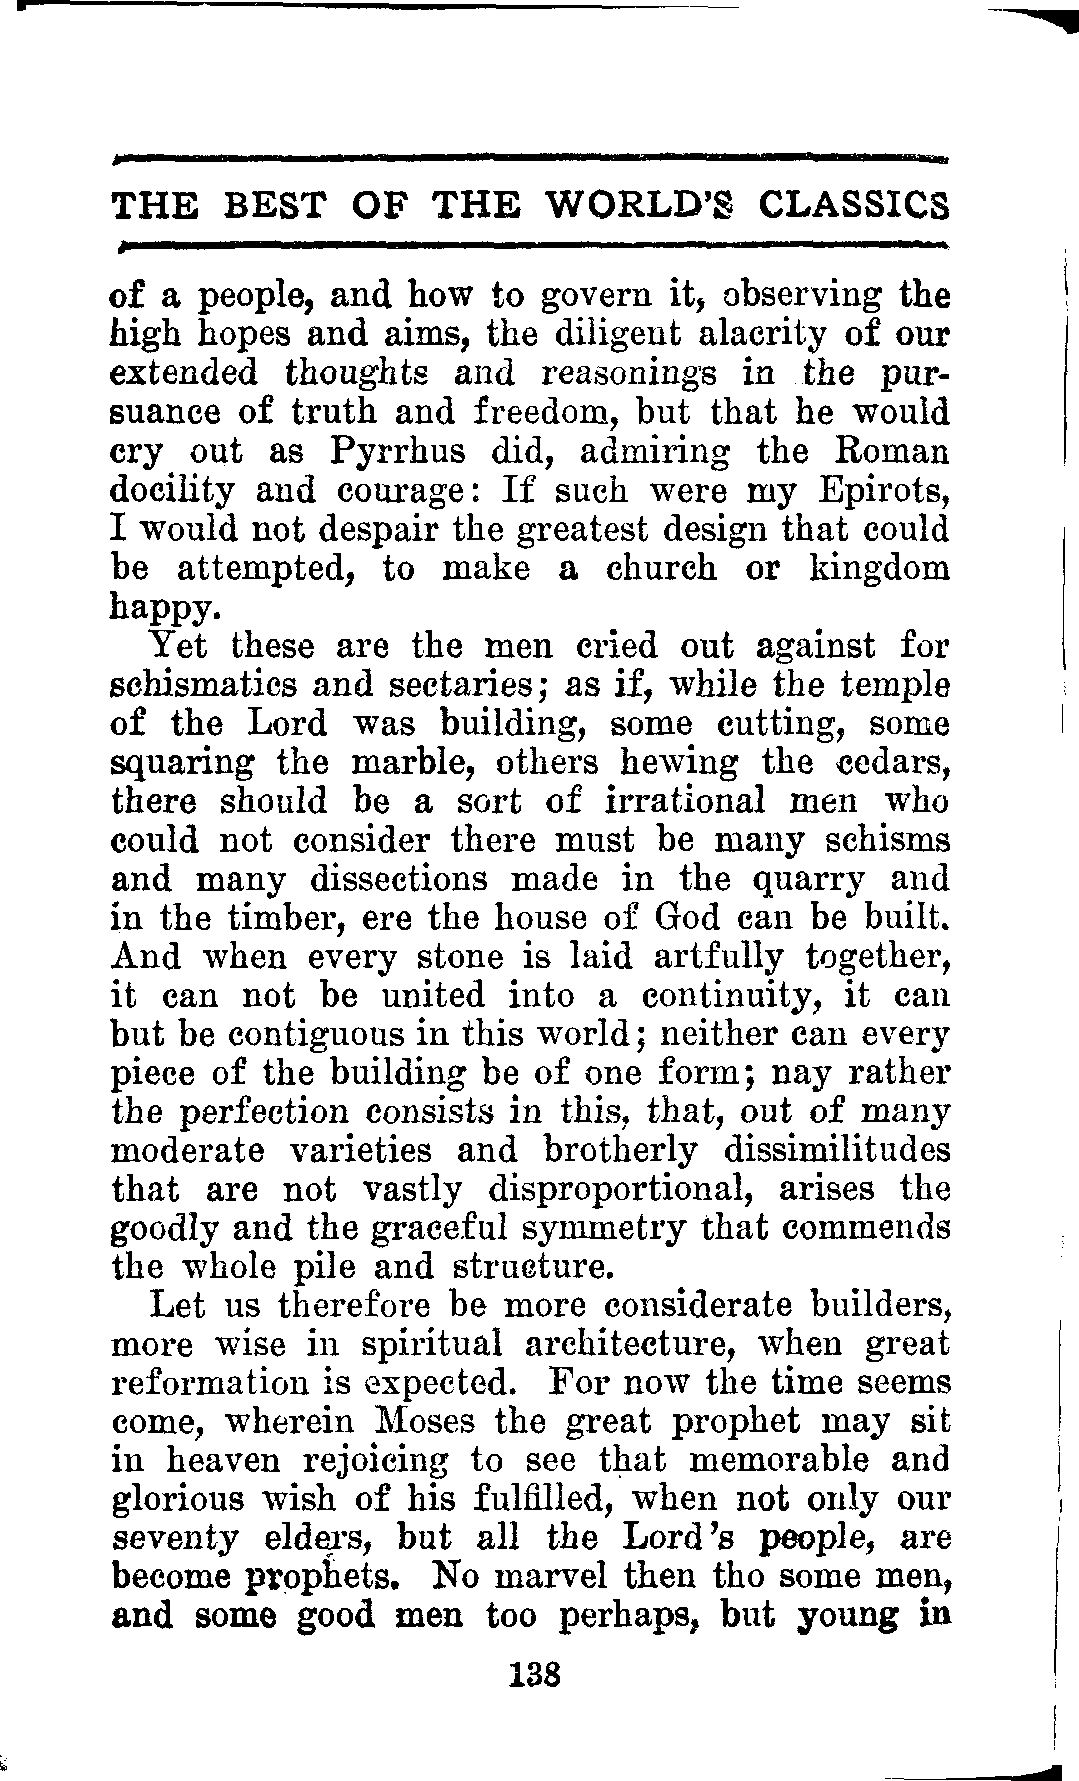 THE BEST OF THE WORLD'S CLASSICS
of a people, and how to govern it, observing the
high hopes and aims, the diligent alacrity of our
extended thoughts and reasonings in the pur-
suance of truth and freedom, but that he would
cry out as Pyrrhus did, admiring the Roman
docility and courage: If such were my Epirots,
I would not despair the greatest design that could
be attempted, to make a church or kingdom
happy.
Yet these are the men cried out against for
schismatics and sectaries; as if, while the temple
of the Lord was building, some cutting, some
squaring the marble, others hewing the cedars,
there should be a sort of irrational men who
could not consider there must be many schisms
and many dissections made in the quarry and
in the timber, ere the house of God can be built.
And when every stone is laid artfully together,
it can not be united into a continuity, it can
but be contiguous in this world; neither can every
piece of the building be of one form; nay rather
the perfection consists in this, that, out of many
moderate varieties and brotherly dissimilitudes
that are not vastly disproportional, arises the
goodly and the graceful symmetry that commends
the whole pile and structure.
Let us therefore be more considerate builders,
more wise in spiritual architecture, when great
reformation is expected. For now the time seems
come, wherein Moses the great prophet may sit
in heaven rejoicing to see that memorable and
glorious wish of his fulfilled, when not only our
seventy elders, but all the Lord's people, are
become prophets. No marvel then tho some men,
and some good men too perhaps, but young in
138